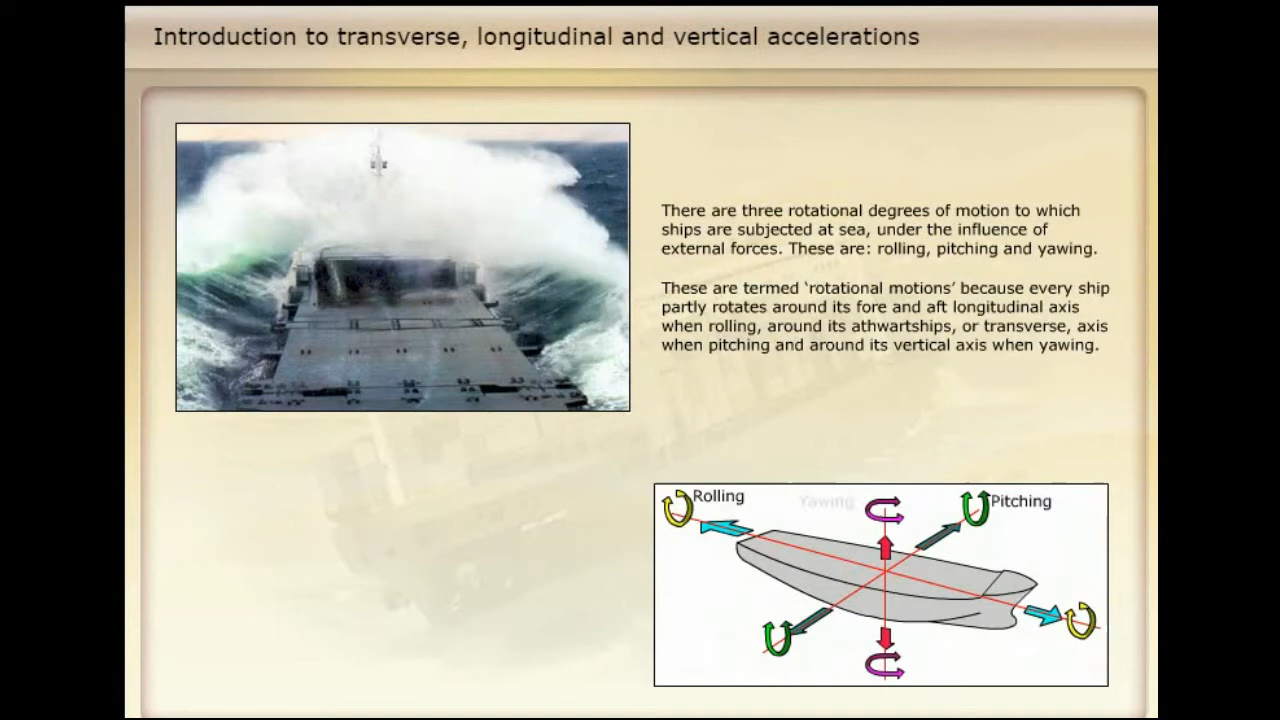 Introduction to transverse, longitudinal and vertical accelerations
There are three rotational degrees of motion to which
ships are subjected at sea, under the influence of
external forces. These are: rolling, pitching and yawing.
These are termed ‘rotational motions’ because every ship
partly rotates around its fore and aft longitudinal axis
when rolling, around its athwartships, or transverse, axis
when pitching and around its vertical axis when yawing.
Rolling
Yawing
Pitching